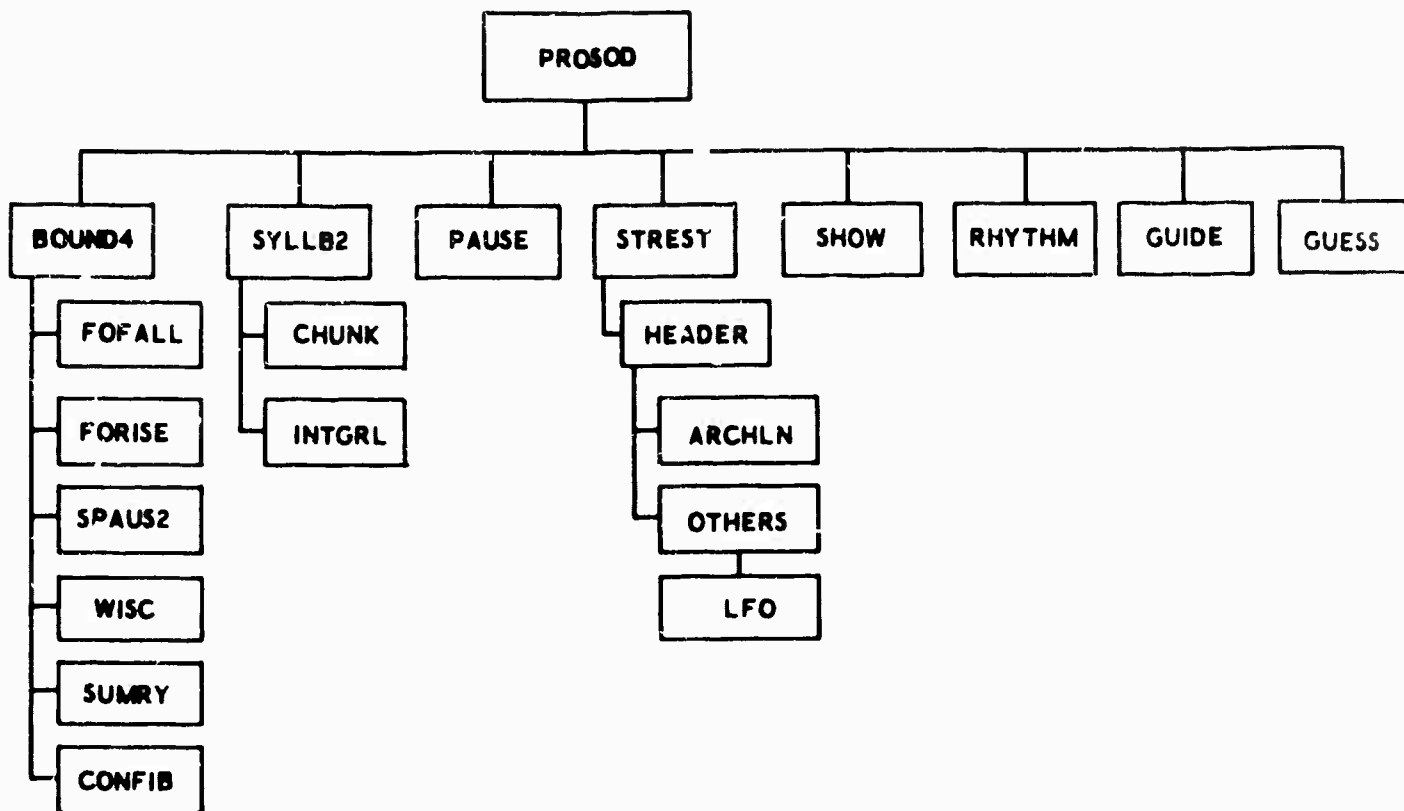 PROSOD
BOUND4
SYLLB2
PAUSE
STREST
SHOW
RHYTHM
GUIDE
GUESS
FOFALL
FORISE
SPAUS2
WISC
SUMRY
CONFIB
CHUNK
INTGRL
HEADER
ARCHLN
OTHERS
LFO